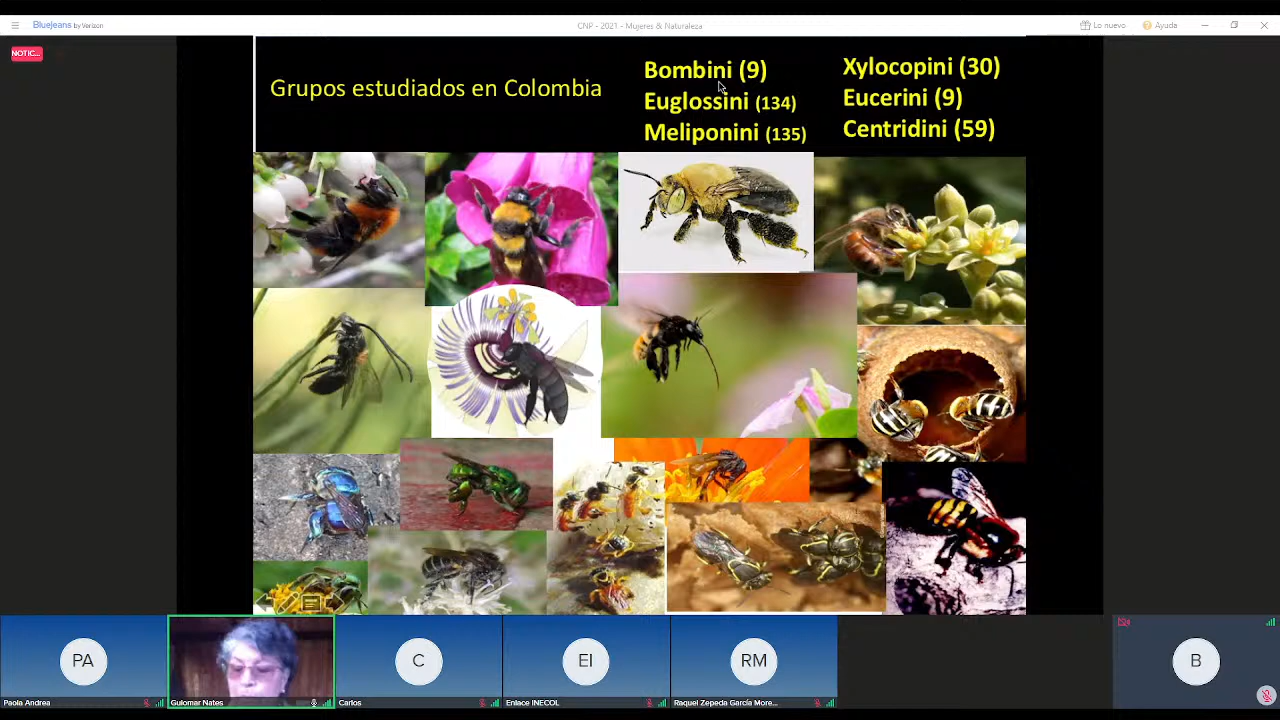 BlueJeans by Verizon
CNP - 2021 - Mujeres & Naturaleza
Lo nuevo
Ayuda
NOTIC...
Grupos estudiados en Colombia
Bombini (9)
Euglossini (134)
Meliponini (135)
Xylocopini (30)
Eucerini (9)
Centridini (59)
PA
C
EI
RM
B
Paola Andrea
Guiomar Nates
Carlos
Enlace INECOL
Raquel Zepeda García More...